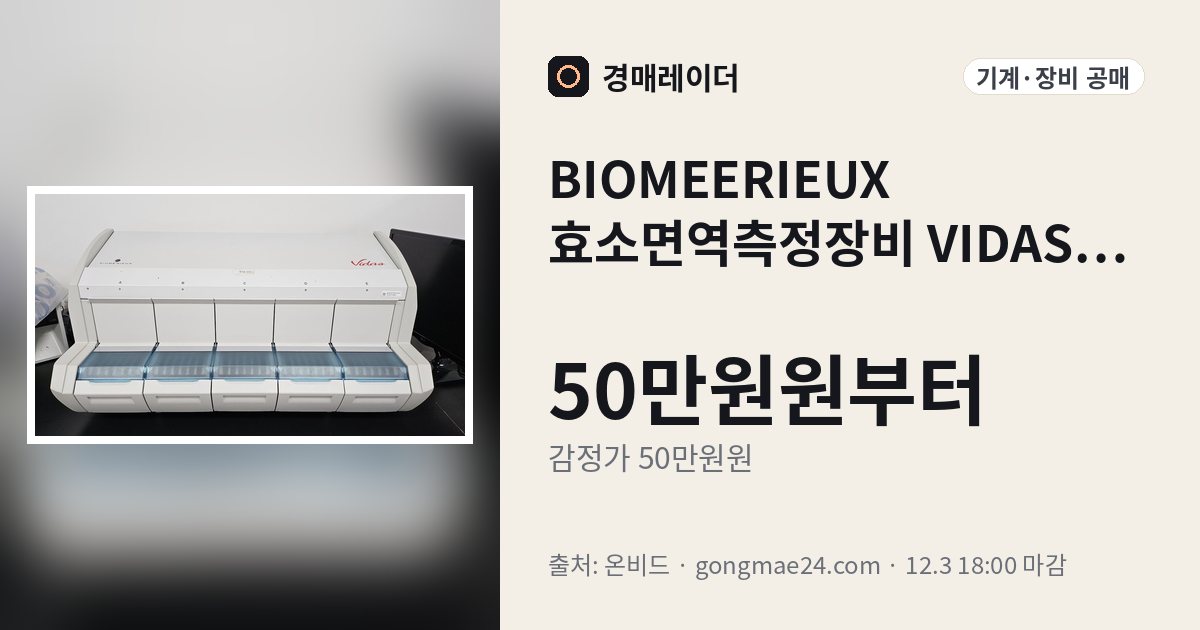 경매레이더
기계·장비 공매
BIOMEERIEUX
효소면역측정장비 VIDAS...
50만원원부터
감정가 50만원원
출처: 온비드 · gongmae24.com · 12.3 18:00 마감
Vidas